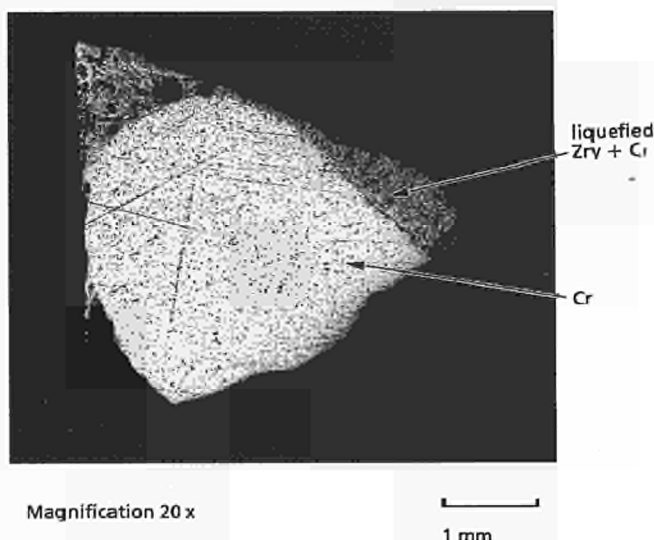 liquefied
Zry + Cr
Cr
Magnification 20 x
1 mm